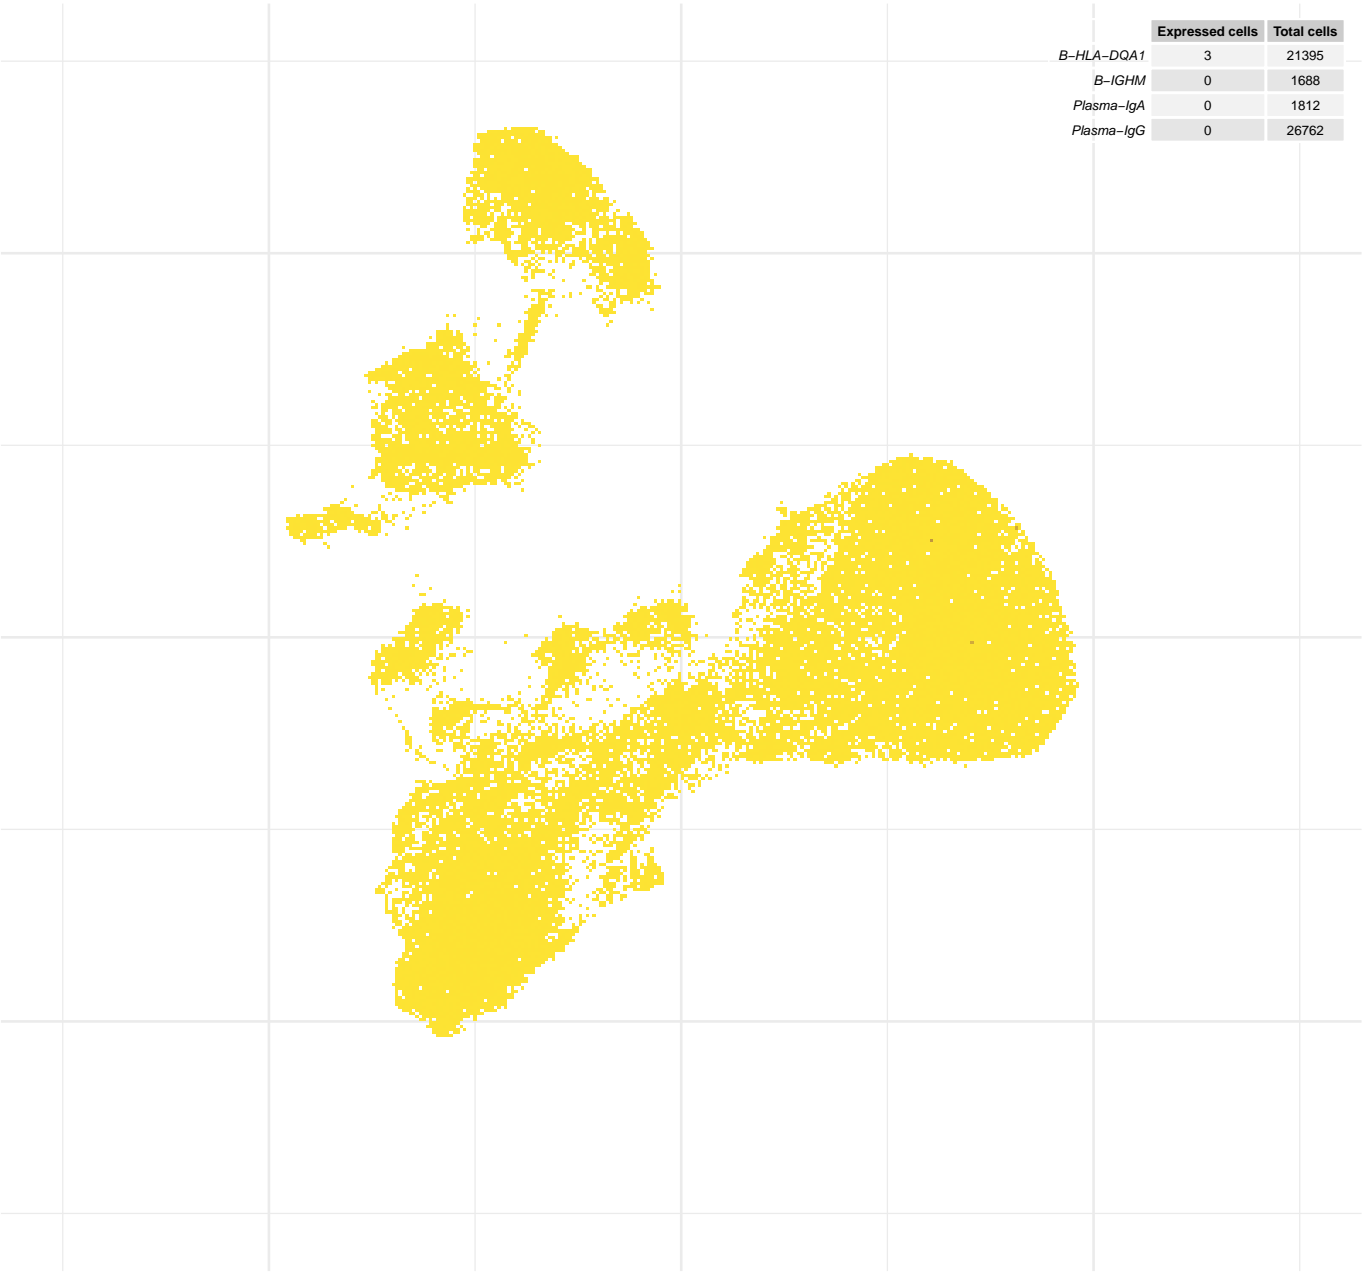 Expressed cells Total cells
B−HLA−DQA1 3 21395
B−IGHM 0 1688
Plasma−IgA 0 1812
Plasma−IgG 0 26762